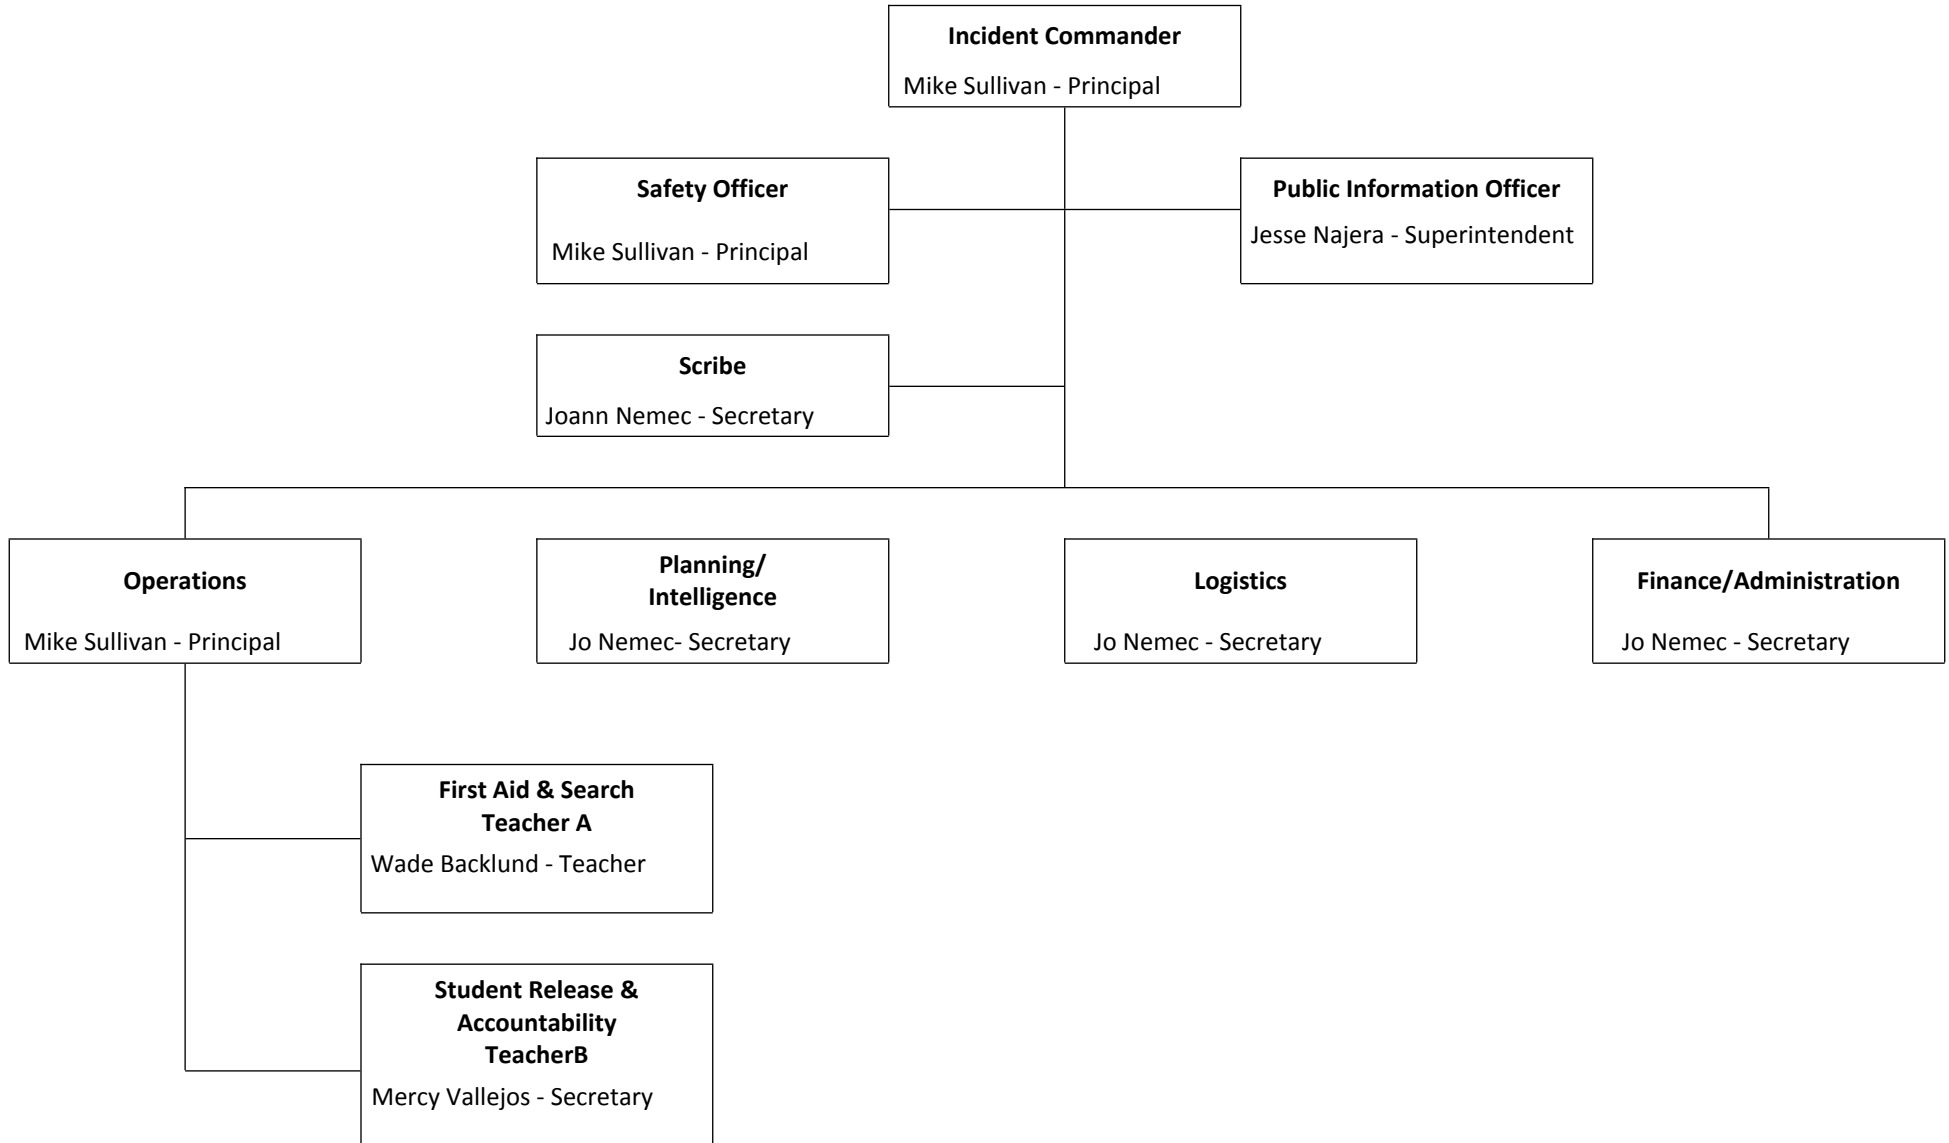 Incident Commander
Mike Sullivan - Principal
Safety Officer
Mike Sullivan - Principal
Public Information Officer
Jesse Najera - Superintendent
Scribe
Joann Nemec - Secretary
Operations
Mike Sullivan - Principal
Planning/
Intelligence
Jo Nemec- Secretary
Logistics
Jo Nemec - Secretary
Finance/Administration
Jo Nemec - Secretary
First Aid & Search
Teacher A
Wade Backlund - Teacher
Student Release &
Accountability
TeacherB
Mercy Vallejos - Secretary